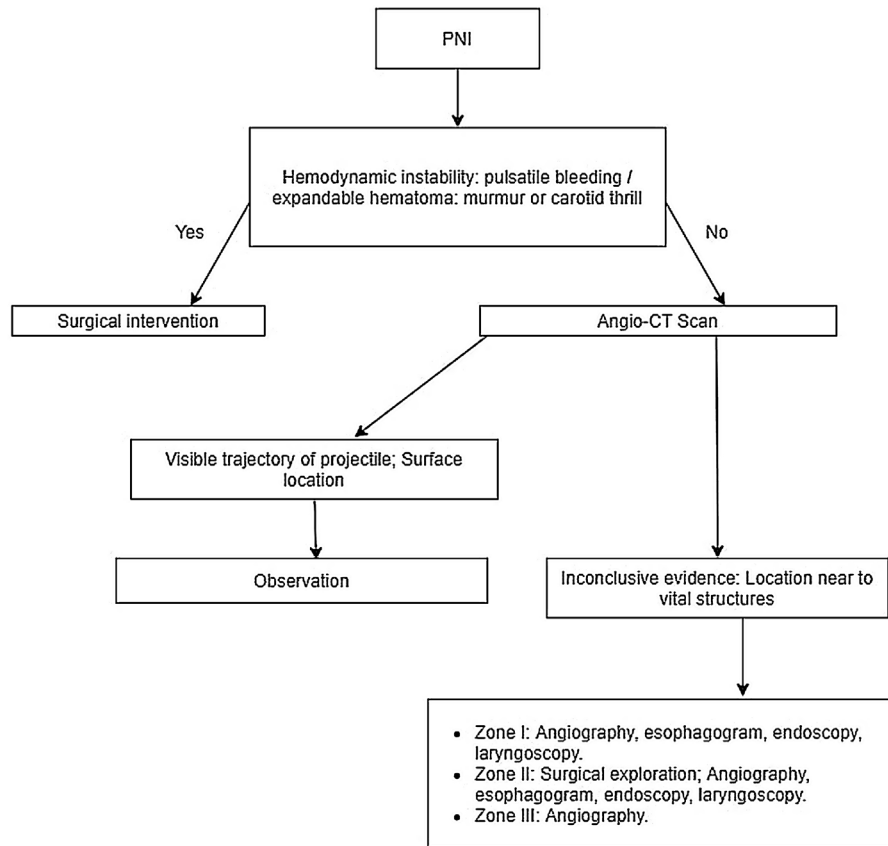 PNI
Hemodynamic instability: pulsatile bleeding /
expandable hematoma: murmur or carotid thrill
Yes
No
Surgical intervention
Angio-CT Scan
Visible trajectory of projectile; Surface
location
Observation
Inconclusive evidence: Location near to
vital structures
• Zone I: Angiography, esophagogram, endoscopy,
laryngoscopy.
• Zone II: Surgical exploration; Angiography,
esophagogram, endoscopy, laryngoscopy.
• Zone III: Angiography.